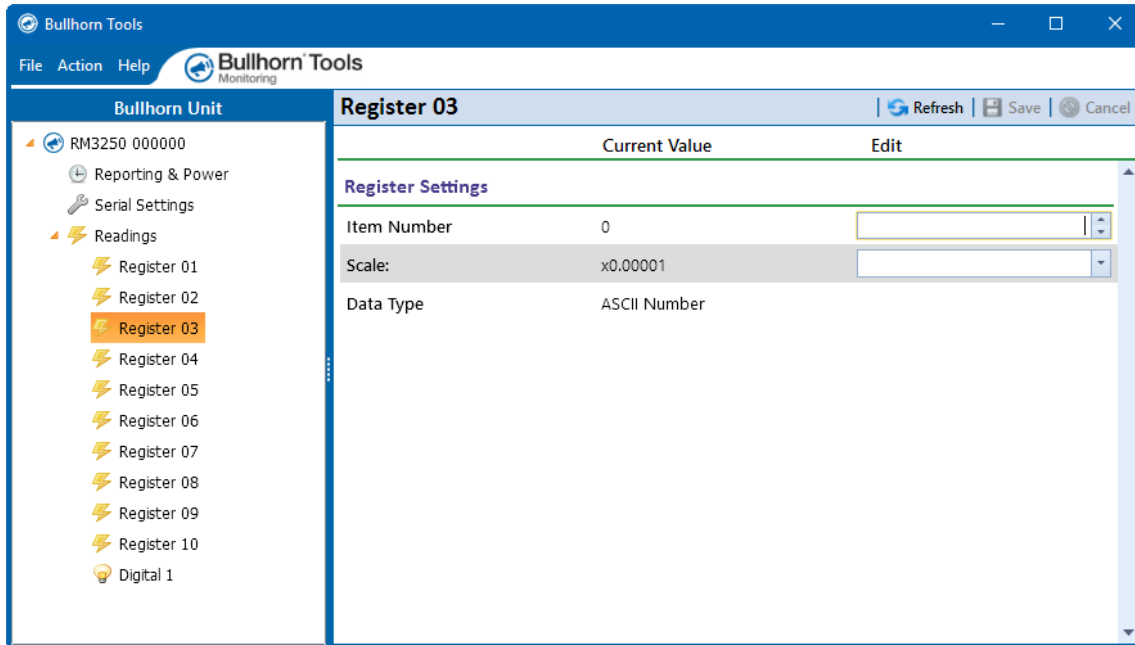 Bullhorn Tools
File Action Help
Bullhorn Tools
Monitoring
Bullhorn Unit
RM3250 000000
Reporting & Power
Serial Settings
Readings
Register 01
Register 02
Register 03
Register 04
Register 05
Register 06
Register 07
Register 08
Register 09
Register 10
Digital 1
Register 03
Refresh Save Cancel
Current Value Edit
Register Settings
Item Number 0
Scale: x0.00001
Data Type ASCII Number